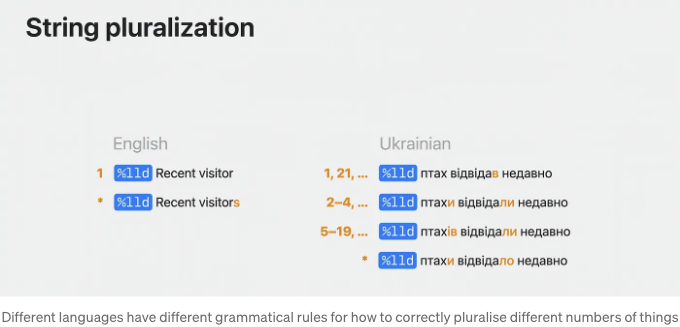 String pluralization
English
1 %lld Recent visitor
* %lld Recent visitors
Ukrainian
1, 21, ... %lld птах відвідав недавно
2–4, ... %lld птахи відвідали недавно
5–19, ... %lld птахів відвідали недавно
* %lld птахи відвідало недавно
Different languages have different grammatical rules for how to correctly pluralise different numbers of things